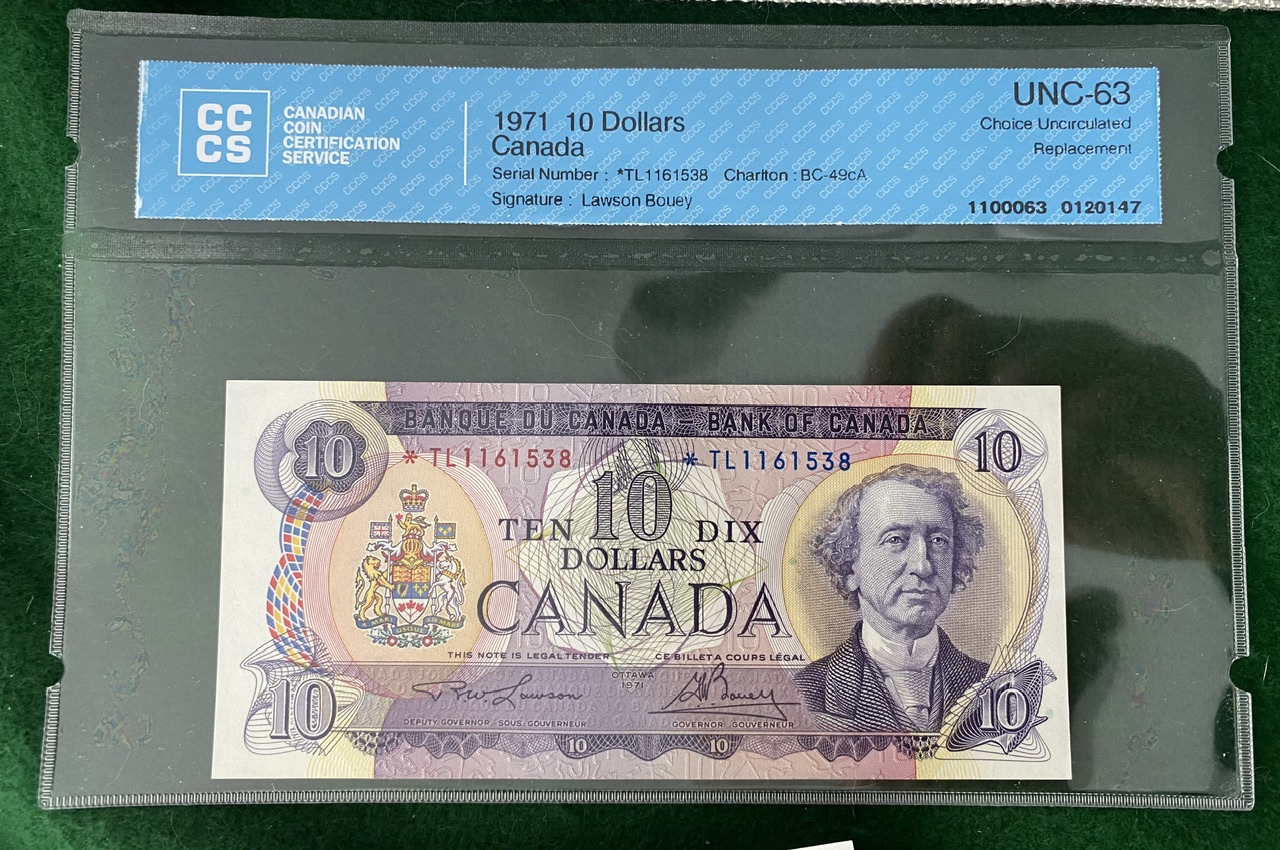 CC
CS
CANADIAN
COIN
CERTIFICATION
SERVICE
1971 10 Dollars
Canada
Serial Number : *TL1161538 Charlton : BC-49cA
Signature : Lawson Bouey
UNC-63
Choice Uncirculated
Replacement
1100063 0120147
BANQUE DU CANADA – BANK OF CANADA
10
10
*TL1161538
*TL1161538
10
TEN DIX
DOLLARS
CANADA
THIS NOTE IS LEGAL TENDER CE BILLET A COURS LÉGAL
OTTAWA
1971
R.W. Lawson
G.K. Bouey
DEPUTY GOVERNOR · SOUS-GOUVERNEUR
GOVERNOR · GOUVERNEUR
10
10
10
10